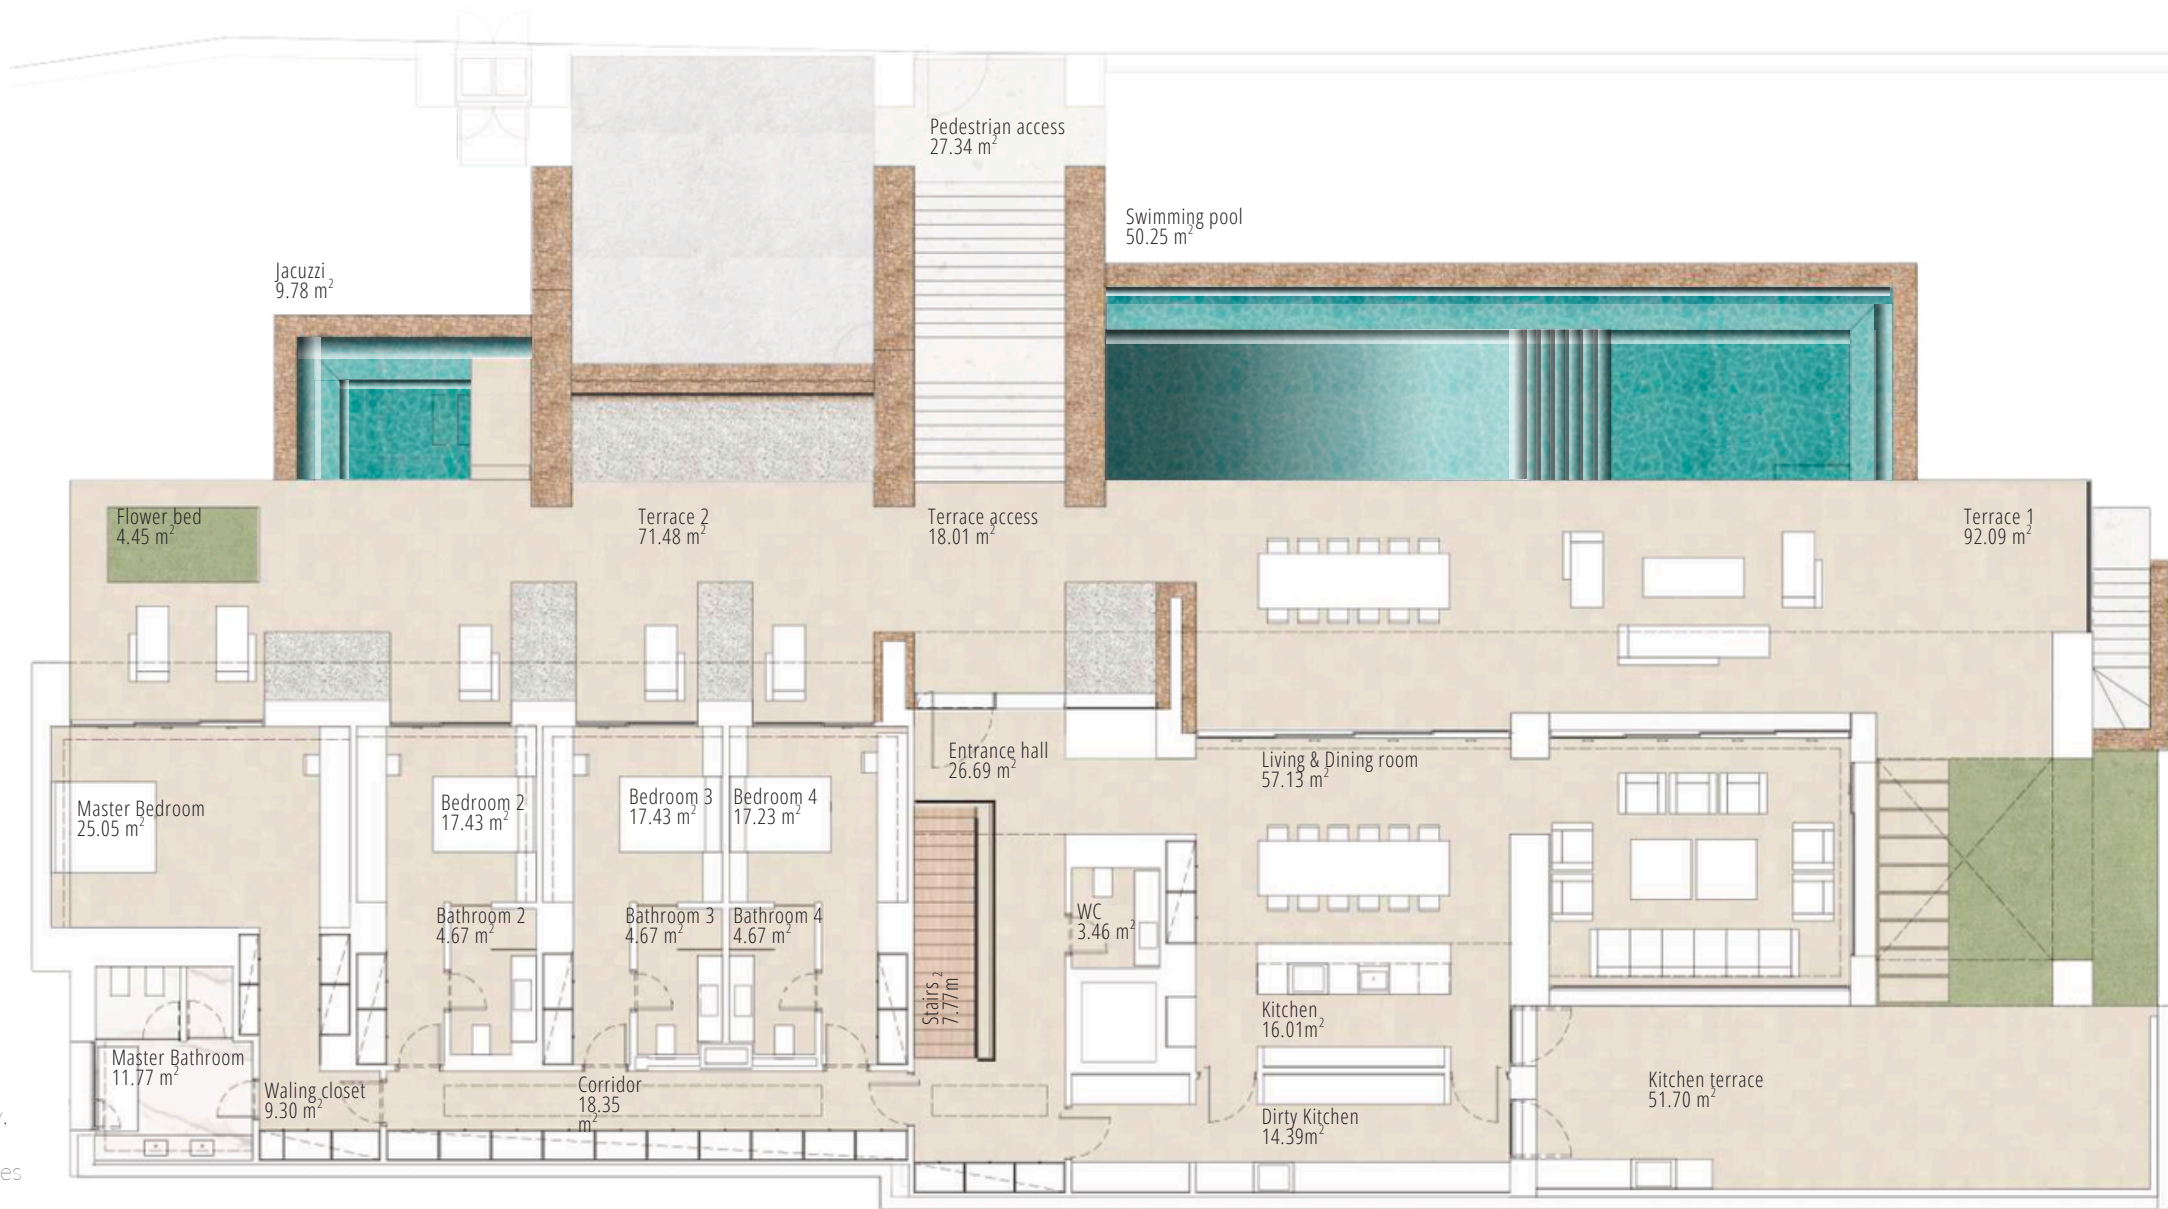 Pedestrian access
27.34 m²
Swimming pool
50.25 m²
Jacuzzi
9.78 m²
Flower bed
4.45 m²
Terrace 2
71.48 m²
Terrace access
18.01 m²
Terrace 1
92.09 m²
Entrance hall
26.69 m²
Living & Dining room
57.13 m²
Master Bedroom
25.05 m²
Bedroom 2
17.43 m²
Bedroom 3
17.43 m²
Bedroom 4
17.23 m²
Bathroom 2
4.67 m²
Bathroom 3
4.67 m²
Bathroom 4
4.67 m²
WC
3.46 m²
Stairs
7.77m²
Kitchen
16.01m²
Master Bathroom
11.77 m²
Waling closet
9.30 m²
Corridor
18.35
m²
Kitchen terrace
51.70 m²
Dirty Kitchen
14.39m²
es